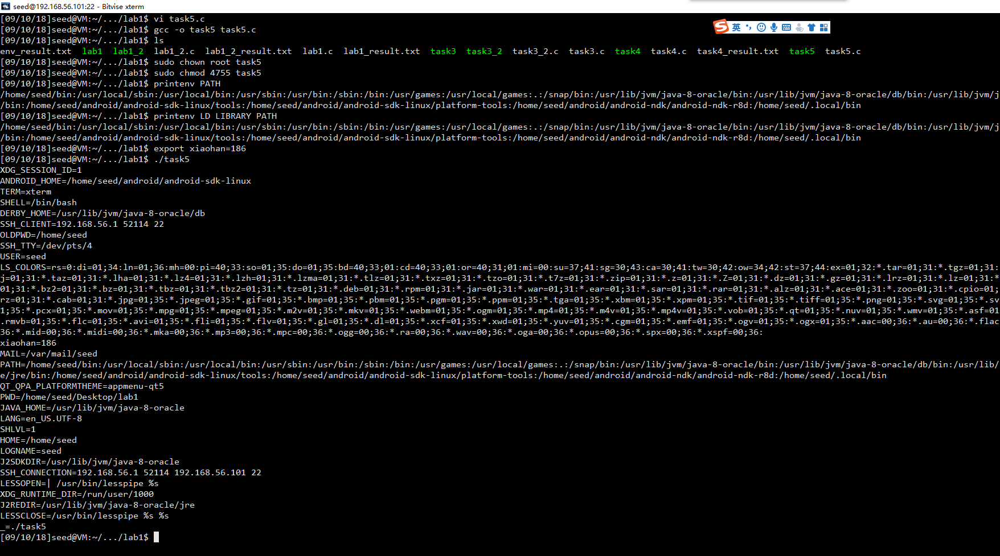 seed@192.168.56.101:22 - Bitvise xterm
英
[09/10/18]seed@VM:~/.../lab1$ vi task5.c
[09/10/18]seed@VM:~/.../lab1$ gcc -o task5 task5.c
[09/10/18]seed@VM:~/.../lab1$ ls
env_result.txt  lab1  lab1_2  lab1_2.c  lab1_2_result.txt  lab1.c  lab1_result.txt  task3  task3_2  task3_2.c  task3.c  task4  task4.c  task4_result.txt  task5  task5.c
[09/10/18]seed@VM:~/.../lab1$ sudo chown root task5
[09/10/18]seed@VM:~/.../lab1$ sudo chmod 4755 task5
[09/10/18]seed@VM:~/.../lab1$ printenv PATH
/home/seed/bin:/usr/local/sbin:/usr/local/bin:/usr/sbin:/usr/bin:/sbin:/bin:/usr/games:/usr/local/games:.:/snap/bin:/usr/lib/jvm/java-8-oracle/bin:/usr/lib/jvm/java-8-oracle/db/bin:/usr/lib/jvm/j
/bin:/home/seed/android/android-sdk-linux/tools:/home/seed/android/android-sdk-linux/platform-tools:/home/seed/android/android-ndk/android-ndk-r8d:/home/seed/.local/bin
[09/10/18]seed@VM:~/.../lab1$ printenv LD LIBRARY PATH
/home/seed/bin:/usr/local/sbin:/usr/local/bin:/usr/sbin:/usr/bin:/sbin:/bin:/usr/games:/usr/local/games:.:/snap/bin:/usr/lib/jvm/java-8-oracle/bin:/usr/lib/jvm/java-8-oracle/db/bin:/usr/lib/jvm/j
/bin:/home/seed/android/android-sdk-linux/tools:/home/seed/android/android-sdk-linux/platform-tools:/home/seed/android/android-ndk/android-ndk-r8d:/home/seed/.local/bin
[09/10/18]seed@VM:~/.../lab1$ export xiaohan=186
[09/10/18]seed@VM:~/.../lab1$ ./task5
XDG_SESSION_ID=1
ANDROID_HOME=/home/seed/android/android-sdk-linux
TERM=xterm
SHELL=/bin/bash
DERBY_HOME=/usr/lib/jvm/java-8-oracle/db
SSH_CLIENT=192.168.56.1 52114 22
OLDPWD=/home/seed
SSH_TTY=/dev/pts/4
USER=seed
LS_COLORS=rs=0:di=01;34:ln=01;36:mh=00:pi=40;33:so=01;35:do=01;35:bd=40;33;01:cd=40;33;01:or=40;31;01:mi=00:su=37;41:sg=30;43:ca=30;41:tw=30;42:ow=34;42:st=37;44:ex=01;32:*.tar=01;31:*.tgz=01;31:
j=01;31:*.taz=01;31:*.lha=01;31:*.lz4=01;31:*.lzh=01;31:*.lzma=01;31:*.tlz=01;31:*.txz=01;31:*.tzo=01;31:*.t7z=01;31:*.zip=01;31:*.z=01;31:*.Z=01;31:*.dz=01;31:*.gz=01;31:*.lrz=01;31:*.lz=01;31:*
01;31:*.bz2=01;31:*.bz=01;31:*.tbz=01;31:*.tbz2=01;31:*.tz=01;31:*.deb=01;31:*.rpm=01;31:*.jar=01;31:*.war=01;31:*.ear=01;31:*.sar=01;31:*.rar=01;31:*.alz=01;31:*.ace=01;31:*.zoo=01;31:*.cpio=01;
rz=01;31:*.cab=01;31:*.jpg=01;35:*.jpeg=01;35:*.gif=01;35:*.bmp=01;35:*.pbm=01;35:*.pgm=01;35:*.ppm=01;35:*.tga=01;35:*.xbm=01;35:*.xpm=01;35:*.tif=01;35:*.tiff=01;35:*.png=01;35:*.svg=01;35:*.sv
1;35:*.pcx=01;35:*.mov=01;35:*.mpg=01;35:*.mpeg=01;35:*.m2v=01;35:*.mkv=01;35:*.webm=01;35:*.ogm=01;35:*.mp4=01;35:*.m4v=01;35:*.mp4v=01;35:*.vob=01;35:*.qt=01;35:*.nuv=01;35:*.wmv=01;35:*.asf=01
.rmvb=01;35:*.flc=01;35:*.avi=01;35:*.fli=01;35:*.flv=01;35:*.gl=01;35:*.dl=01;35:*.xcf=01;35:*.xwd=01;35:*.yuv=01;35:*.cgm=01;35:*.emf=01;35:*.ogv=01;35:*.ogx=01;35:*.aac=00;36:*.au=00;36:*.flac
36:*.mid=00;36:*.midi=00;36:*.mka=00;36:*.mp3=00;36:*.mpc=00;36:*.ogg=00;36:*.ra=00;36:*.wav=00;36:*.oga=00;36:*.opus=00;36:*.spx=00;36:*.xspf=00;36:
xiaohan=186
MAIL=/var/mail/seed
PATH=/home/seed/bin:/usr/local/sbin:/usr/local/bin:/usr/sbin:/usr/bin:/sbin:/bin:/usr/games:/usr/local/games:.:/snap/bin:/usr/lib/jvm/java-8-oracle/bin:/usr/lib/jvm/java-8-oracle/db/bin:/usr/lib/
e/jre/bin:/home/seed/android/android-sdk-linux/tools:/home/seed/android/android-sdk-linux/platform-tools:/home/seed/android/android-ndk/android-ndk-r8d:/home/seed/.local/bin
QT_QPA_PLATFORMTHEME=appmenu-qt5
PWD=/home/seed/Desktop/lab1
JAVA_HOME=/usr/lib/jvm/java-8-oracle
LANG=en_US.UTF-8
SHLVL=1
HOME=/home/seed
LOGNAME=seed
J2SDKDIR=/usr/lib/jvm/java-8-oracle
SSH_CONNECTION=192.168.56.1 52114 192.168.56.101 22
LESSOPEN=| /usr/bin/lesspipe %s
XDG_RUNTIME_DIR=/run/user/1000
J2REDIR=/usr/lib/jvm/java-8-oracle/jre
LESSCLOSE=/usr/bin/lesspipe %s %s
_=./task5
[09/10/18]seed@VM:~/.../lab1$